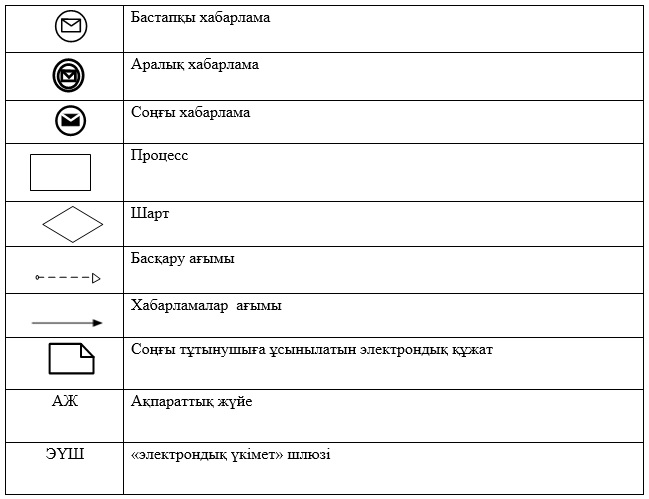 Бастапқы хабарлама
Аралық хабарлама
Соңғы хабарлама
Процесс
Шарт
Басқару ағымы
Хабарламалар  ағымы
Соңғы тұтынушыға ұсынылатын электрондық құжат
АЖ Ақпараттық жүйе
ЭҮШ «электрондық үкімет» шлюзі